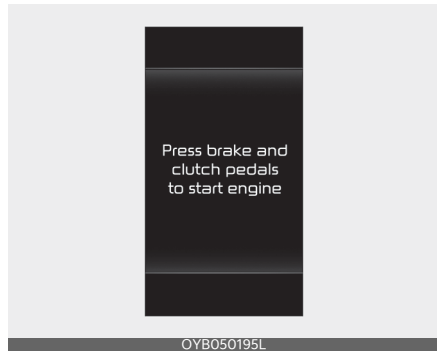 Press brake and
clutch pedals
to start engine
OYB050195L